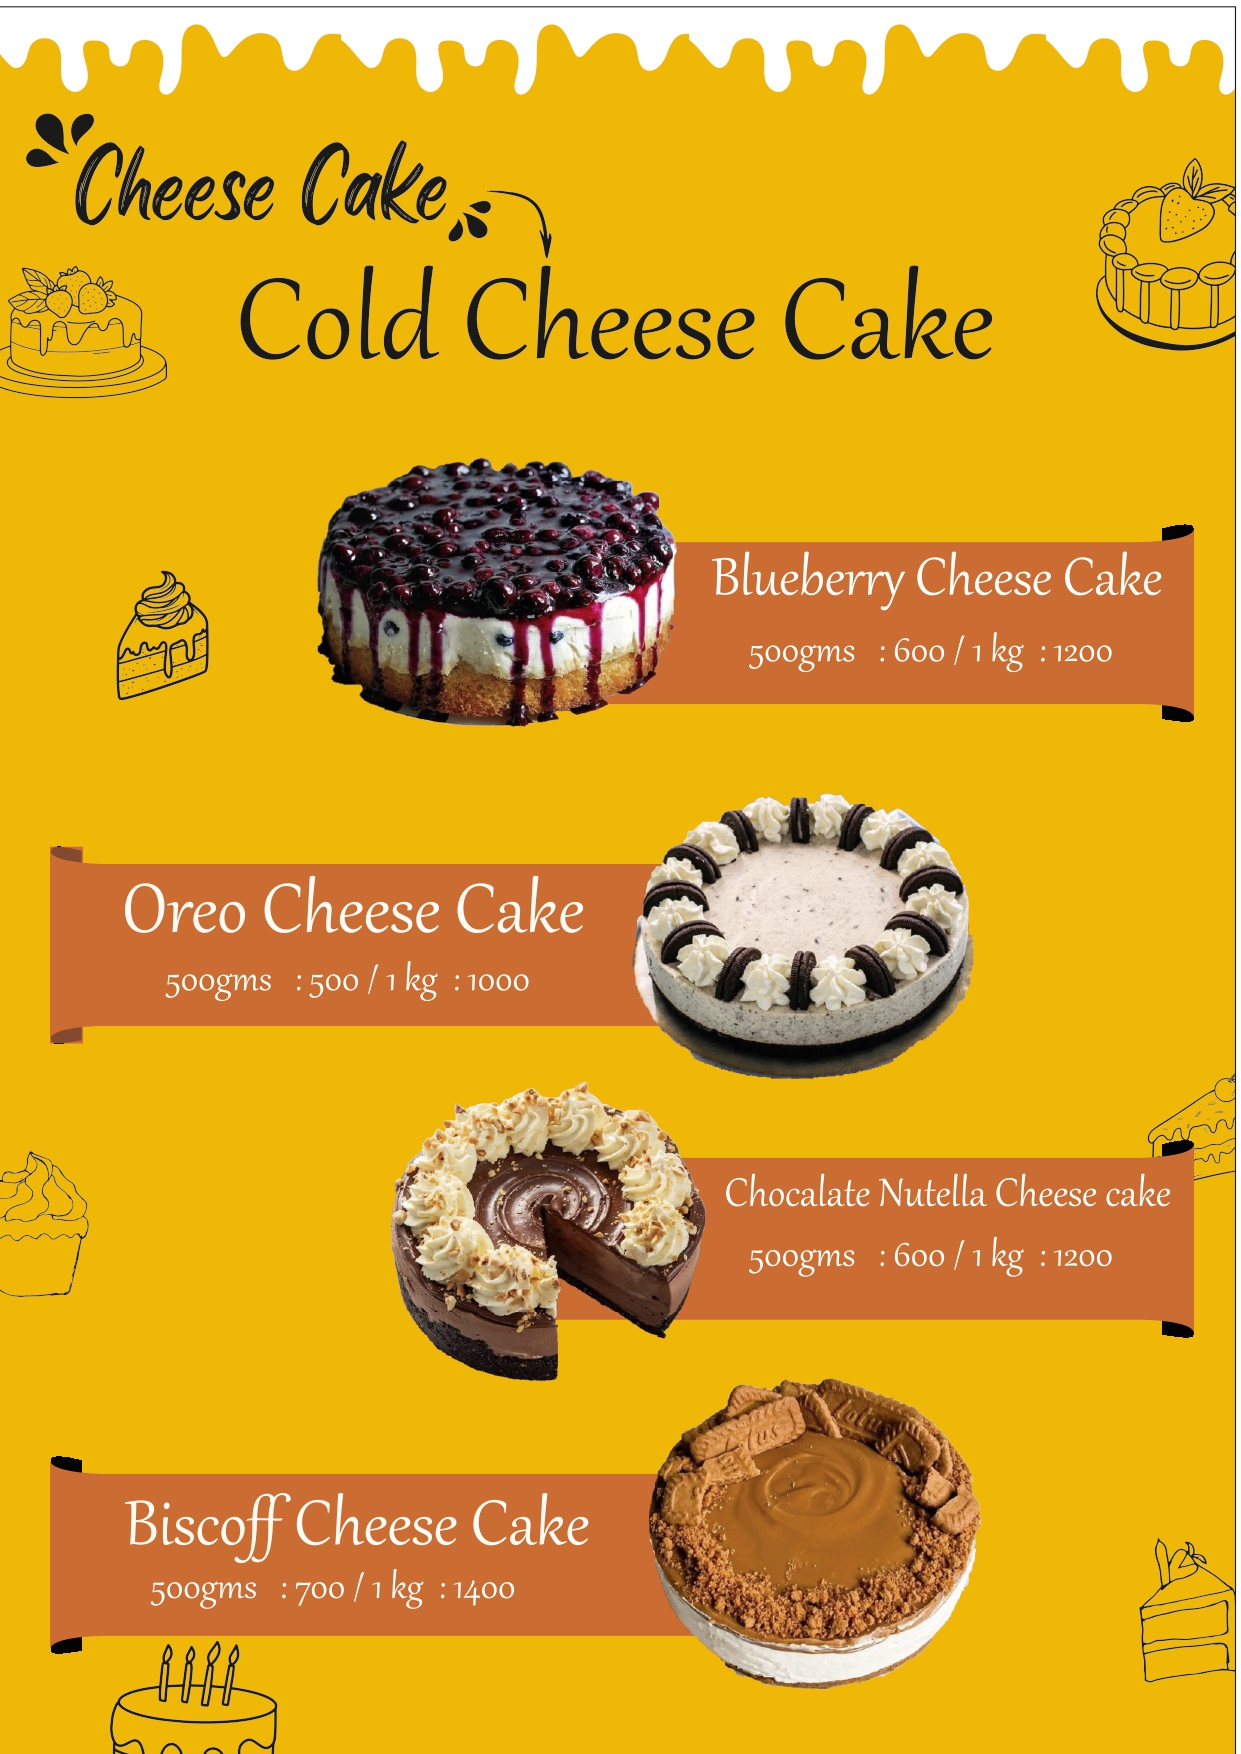 Cheese Cake
Cold Cheese Cake
Blueberry Cheese Cake
500gms : 600 / 1 kg : 1200
Oreo Cheese Cake
500gms : 500 / 1 kg : 1000
Chocalate Nutella Cheese cake
500gms : 600 / 1 kg : 1200
Lotus
Biscoff Cheese Cake
500gms : 700 / 1 kg : 1400